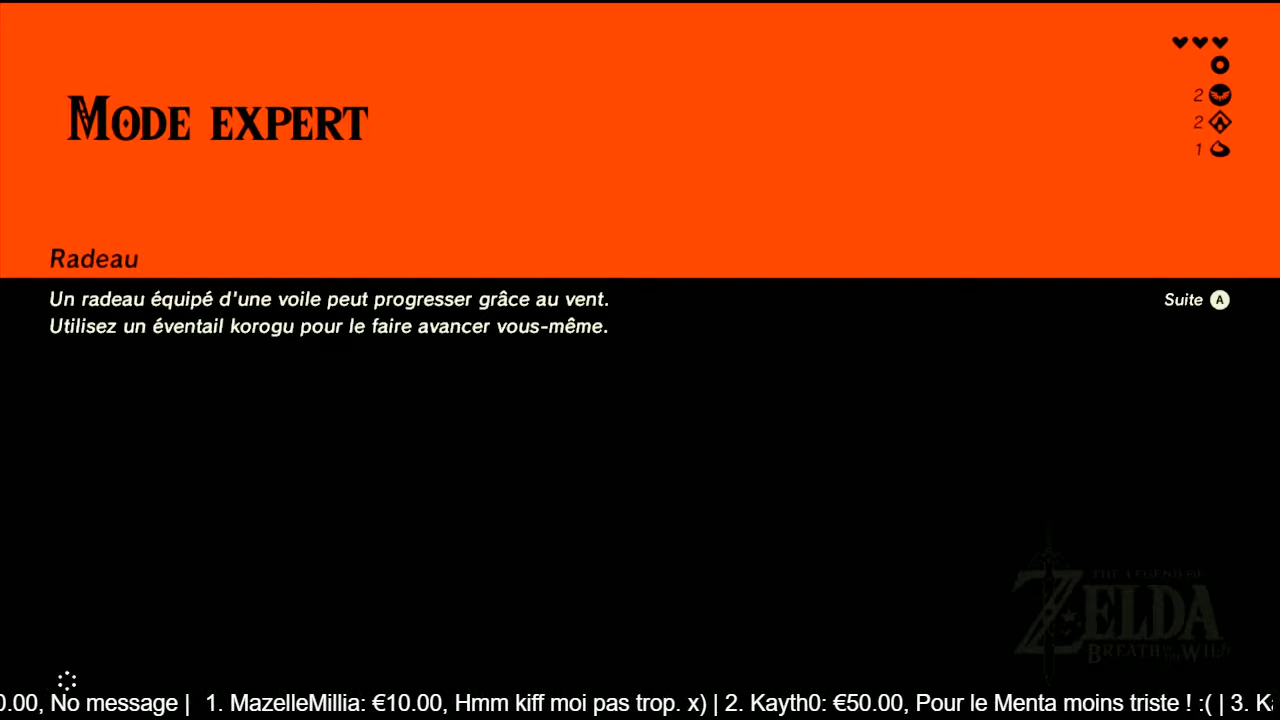 Mode expert
2
2
1
Radeau
Un radeau équipé d'une voile peut progresser grâce au vent.
Utilisez un éventail korogu pour le faire avancer vous-même.
Suite A
THE LEGEND OF
ZELDA
BREATH OF THE WILD
0.00, No message | 1. MazelleMillia: €10.00, Hmm kiff moi pas trop. x) | 2. Kayth0: €50.00, Pour le Menta moins triste ! :( | 3. Ka